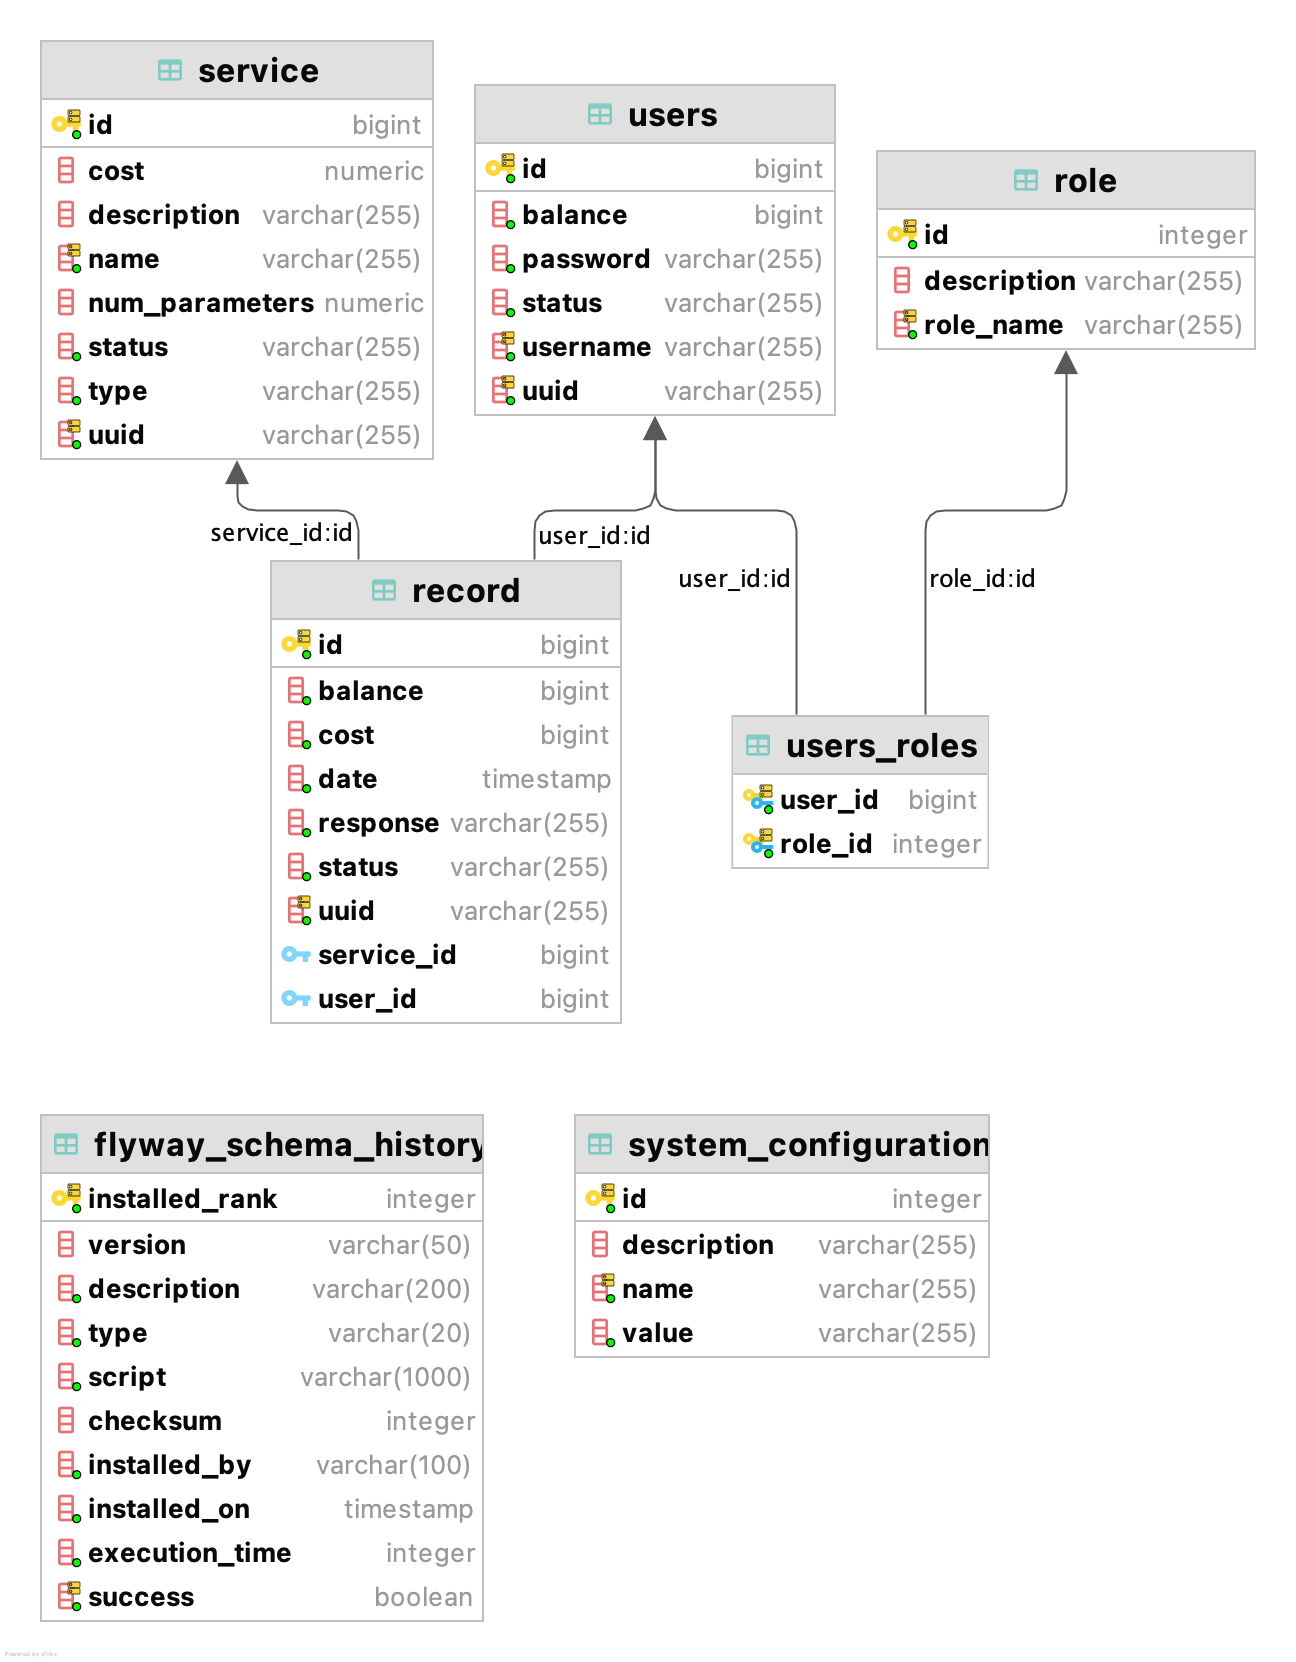 service
id bigint
cost numeric
description varchar(255)
name varchar(255)
num_parameters numeric
status varchar(255)
type varchar(255)
uuid varchar(255)
users
id bigint
balance bigint
password varchar(255)
status varchar(255)
username varchar(255)
uuid varchar(255)
role
id integer
description varchar(255)
role_name varchar(255)
service_id:id
user_id:id
user_id:id
role_id:id
record
id bigint
balance bigint
cost bigint
date timestamp
response varchar(255)
status varchar(255)
uuid varchar(255)
service_id bigint
user_id bigint
users_roles
user_id bigint
role_id integer
flyway_schema_history
installed_rank integer
version varchar(50)
description varchar(200)
type varchar(20)
script varchar(1000)
checksum integer
installed_by varchar(100)
installed_on timestamp
execution_time integer
success boolean
system_configuration
id integer
description varchar(255)
name varchar(255)
value varchar(255)
Powered by yFiles